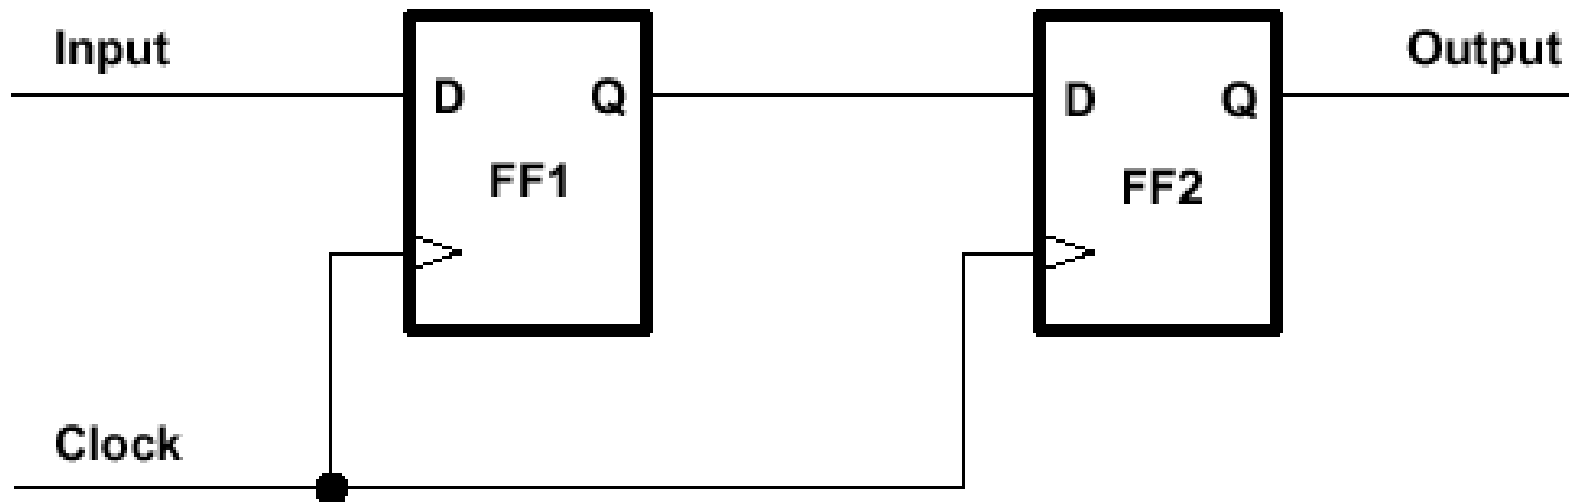 Input
Output
D Q
D Q
FF1
FF2
Clock